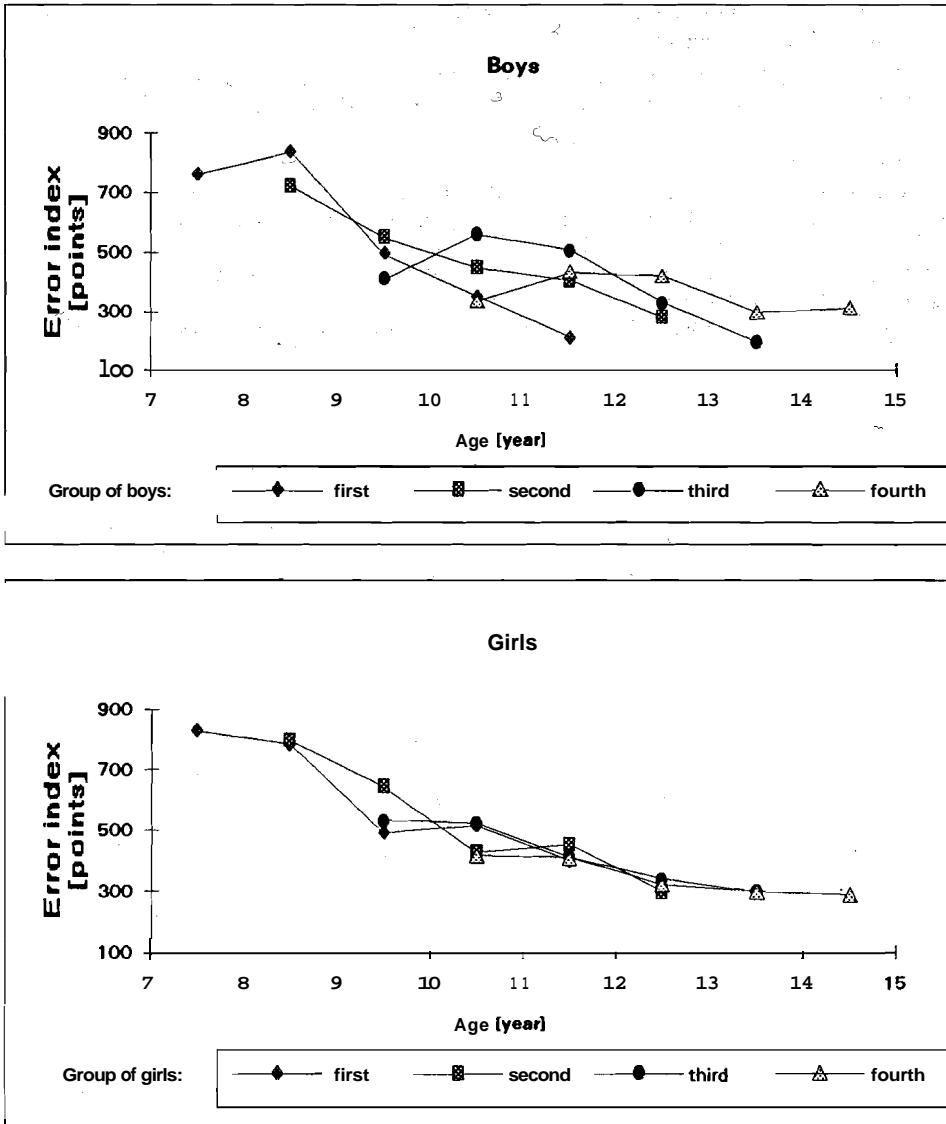 Boys
Error index
[points]
900
700
500
300
100
7 8 9 10 11 12 13 14 15
Age [year]
Group of boys: first second third fourth
Girls
Error index
[points]
900
700
500
300
100
7 8 9 10 11 12 13 14 15
Age [year]
Group of girls: first second third fourth